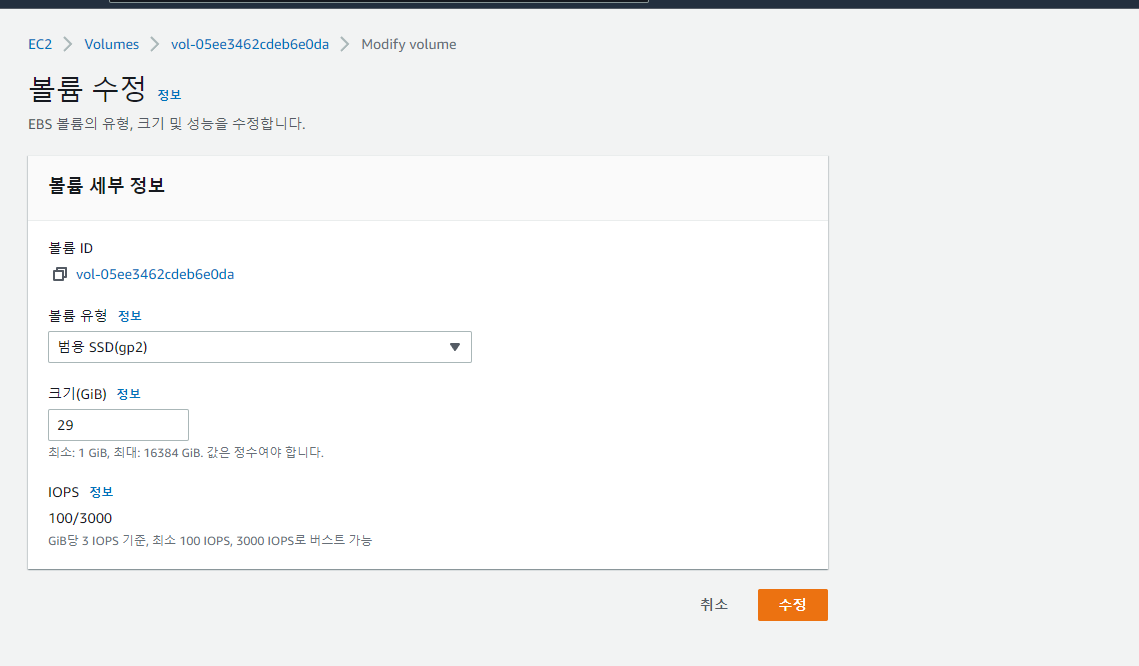 EC2 > Volumes > vol-05ee3462cdeb6e0da > Modify volume
볼륨 수정 정보
EBS 볼륨의 유형, 크기 및 성능을 수정합니다.
볼륨 세부 정보
볼륨 ID
vol-05ee3462cdeb6e0da
볼륨 유형 정보
범용 SSD(gp2)
크기(GiB) 정보
29
최소: 1 GiB, 최대: 16384 GiB. 값은 정수여야 합니다.
IOPS 정보
100/3000
GiB당 3 IOPS 기준, 최소 100 IOPS, 3000 IOPS로 버스트 가능
취소 수정